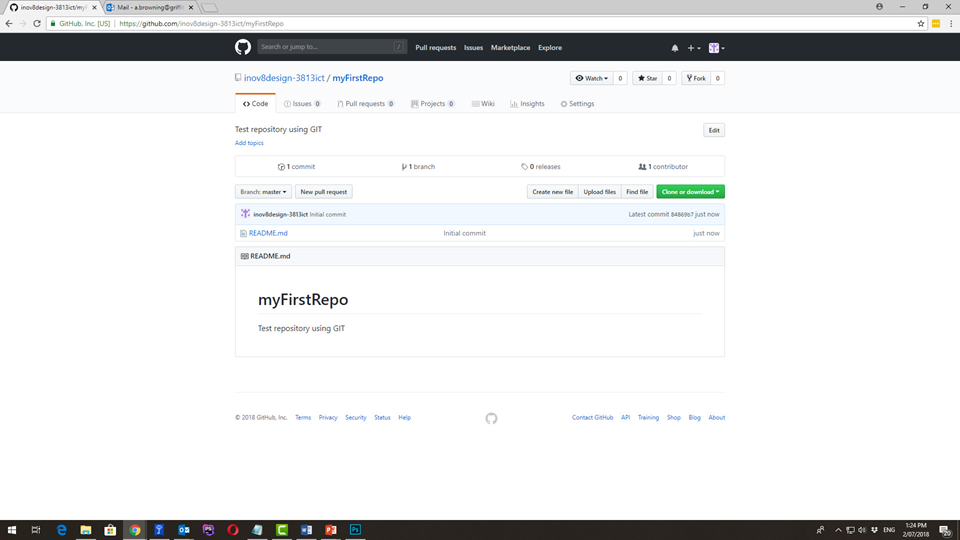 inov8design-3813ict/myF
Mail - a.browning@griffi
GitHub, Inc. [US] | https://github.com/inov8design-3813ict/myFirstRepo
Search or jump to... /
Pull requests Issues Marketplace Explore
inov8design-3813ict / myFirstRepo
Watch 0 Star 0 Fork 0
Code Issues 0 Pull requests 0 Projects 0 Wiki Insights Settings
Test repository using GIT
Edit
Add topics
1 commit 1 branch 0 releases 1 contributor
Branch: master New pull request Create new file Upload files Find file Clone or download
inov8design-3813ict Initial commit Latest commit 84869b7 just now
README.md Initial commit just now
README.md
myFirstRepo
Test repository using GIT
© 2018 GitHub, Inc. Terms Privacy Security Status Help Contact GitHub API Training Shop Blog About
ENG
1:24 PM
2/07/2018
20